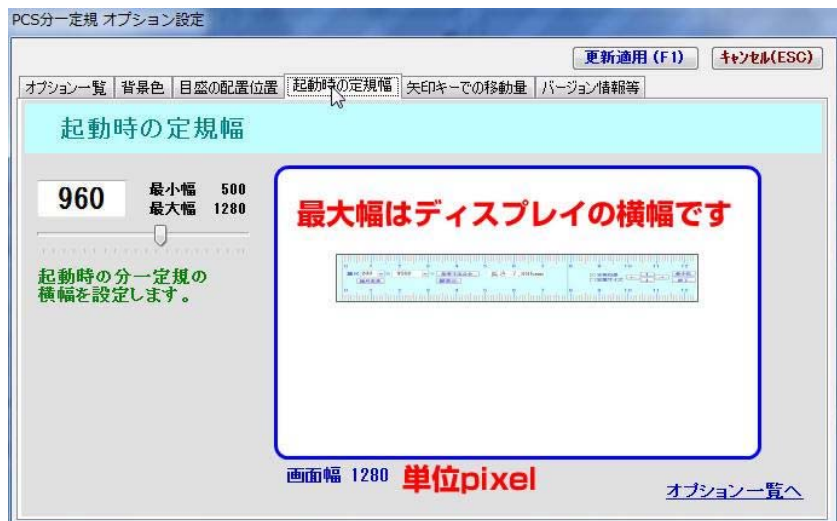 PCS分一定規 オプション設定
更新適用 (F1) キャンセル(ESC)
オプション一覧 背景色 目盛の配置位置 起動時の定規幅 矢印キーでの移動量 バージョン情報等
起動時の定規幅
960
最小幅 500
最大幅 1280
起動時の分一定規の
横幅を設定します。
最大幅はディスプレイの横幅です
画面幅 1280 単位pixel
オプション一覧へ